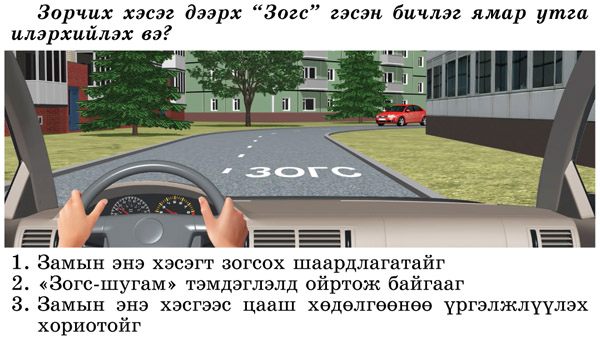 Зорчих хэсэг дээрх “Зогс” гэсэн бичлэг ямар утга
илэрхийлэх вэ?
ЗОГС
1. Замын энэ хэсэгт зогсох шаардлагатайг
2. «Зогс-шугам» тэмдэглэлд ойртож байгааг
3. Замын энэ хэсгээс цааш хөдөлгөөнөө үргэлжлүүлэх
хориотойг